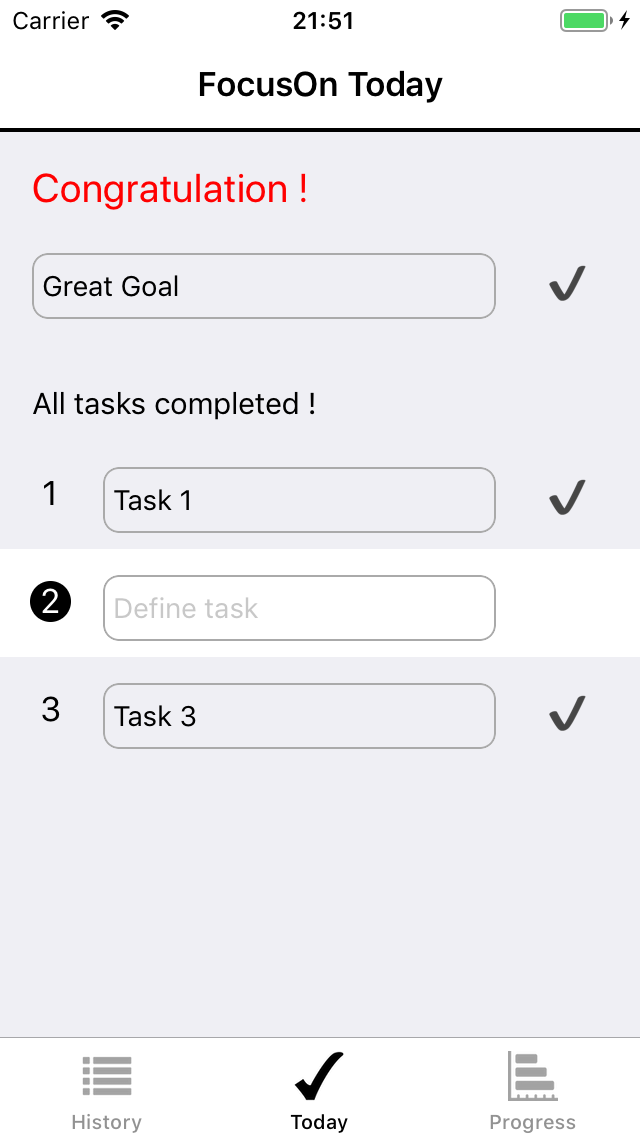 Carrier 21:51
FocusOn Today
Congratulation !
Great Goal
All tasks completed !
1 Task 1
2 Define task
3 Task 3
History Today Progress